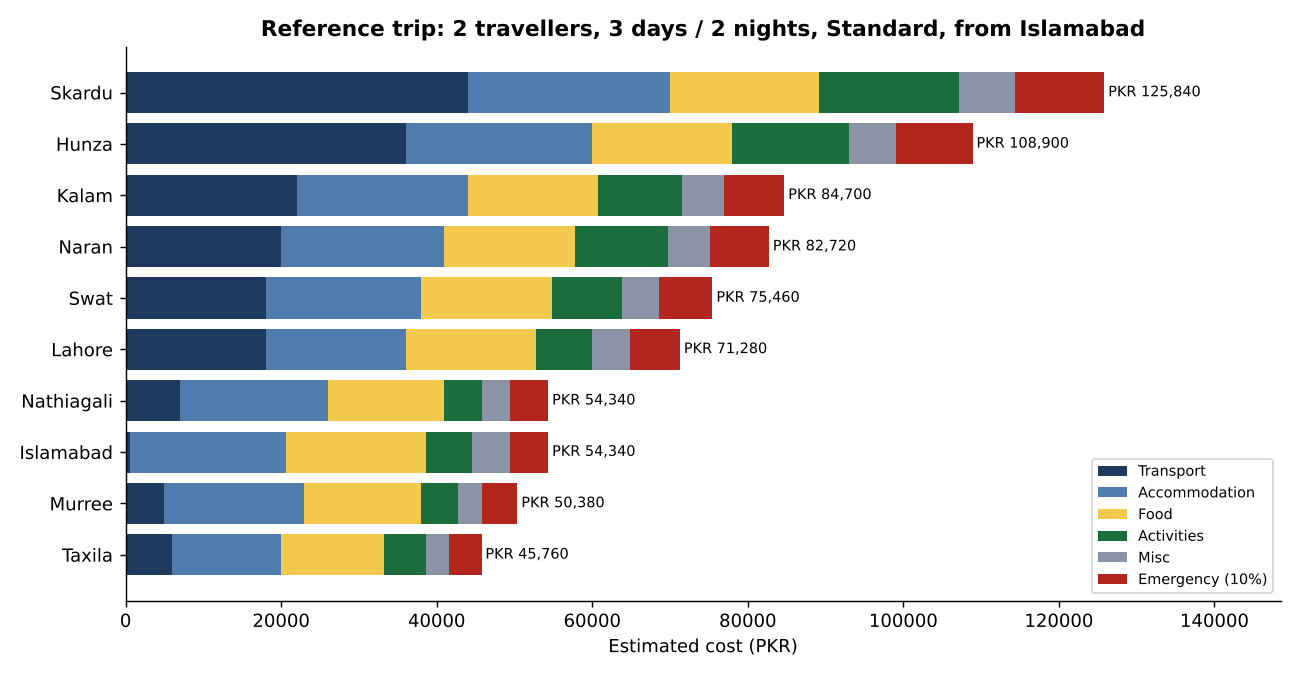 Reference trip: 2 travellers, 3 days / 2 nights, Standard, from Islamabad
Skardu PKR 125,840
Hunza PKR 108,900
Kalam PKR 84,700
Naran PKR 82,720
Swat PKR 75,460
Lahore PKR 71,280
Nathiagali PKR 54,340
Islamabad PKR 54,340
Murree PKR 50,380
Taxila PKR 45,760
Transport
Accommodation
Food
Activities
Misc
Emergency (10%)
0 20000 40000 60000 80000 100000 120000 140000
Estimated cost (PKR)